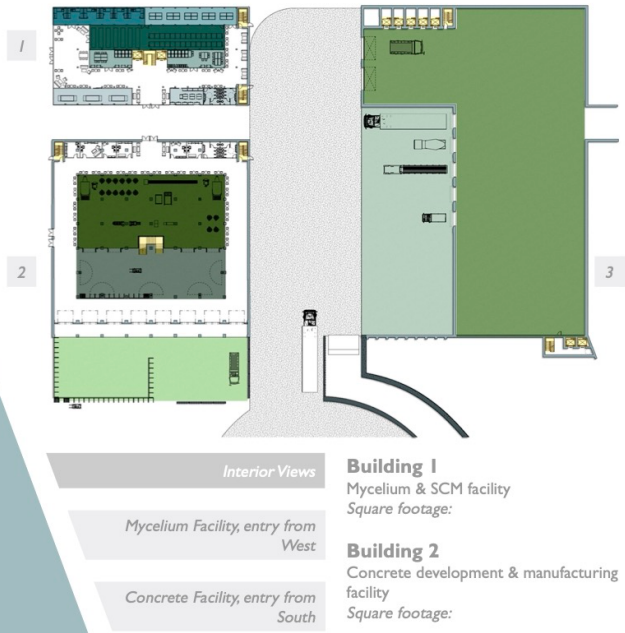 1
2
3
Interior Views
Mycelium Facility, entry from
West
Concrete Facility, entry from
South
Building 1
Mycelium & SCM facility
Square footage:
Building 2
Concrete development & manufacturing
facility
Square footage: